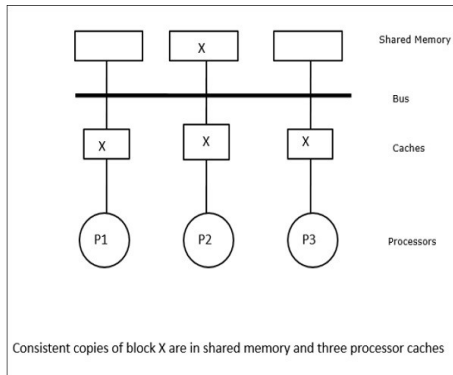 Shared Memory
X
Bus
X X X Caches
P1 P2 P3 Processors
Consistent copies of block X are in shared memory and three processor caches